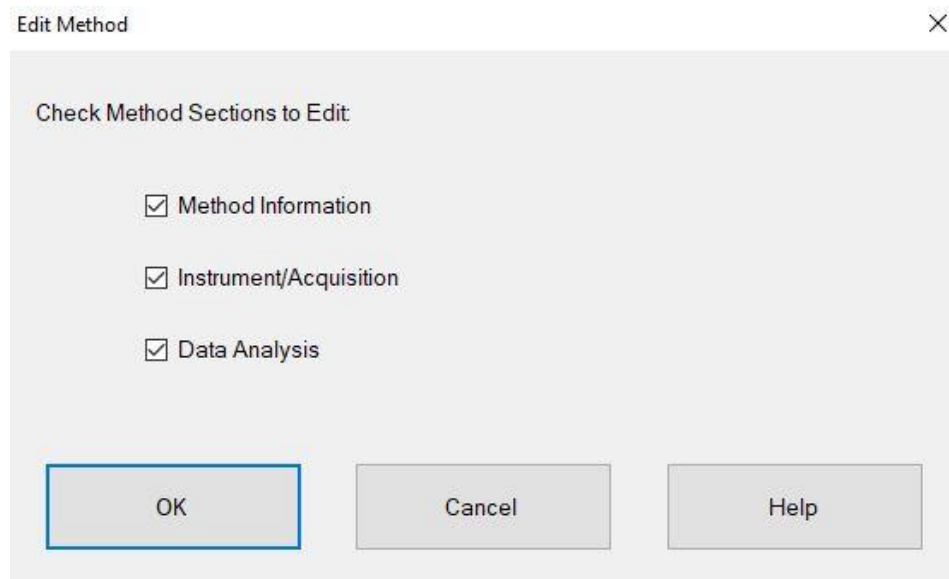 Edit Method
Check Method Sections to Edit:
Method Information
Instrument/Acquisition
Data Analysis
OK
Cancel
Help